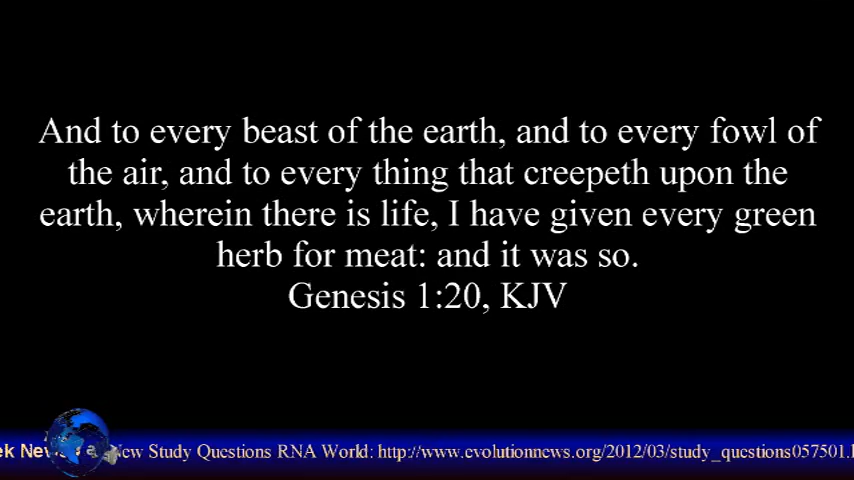 And to every beast of the earth, and to every fowl of
the air, and to every thing that creepeth upon the
earth, wherein there is life, I have given every green
herb for meat: and it was so.
Genesis 1:20, KJV
New Study Questions RNA World: http://www.evolutionnews.org/2012/03/study_questions057501.